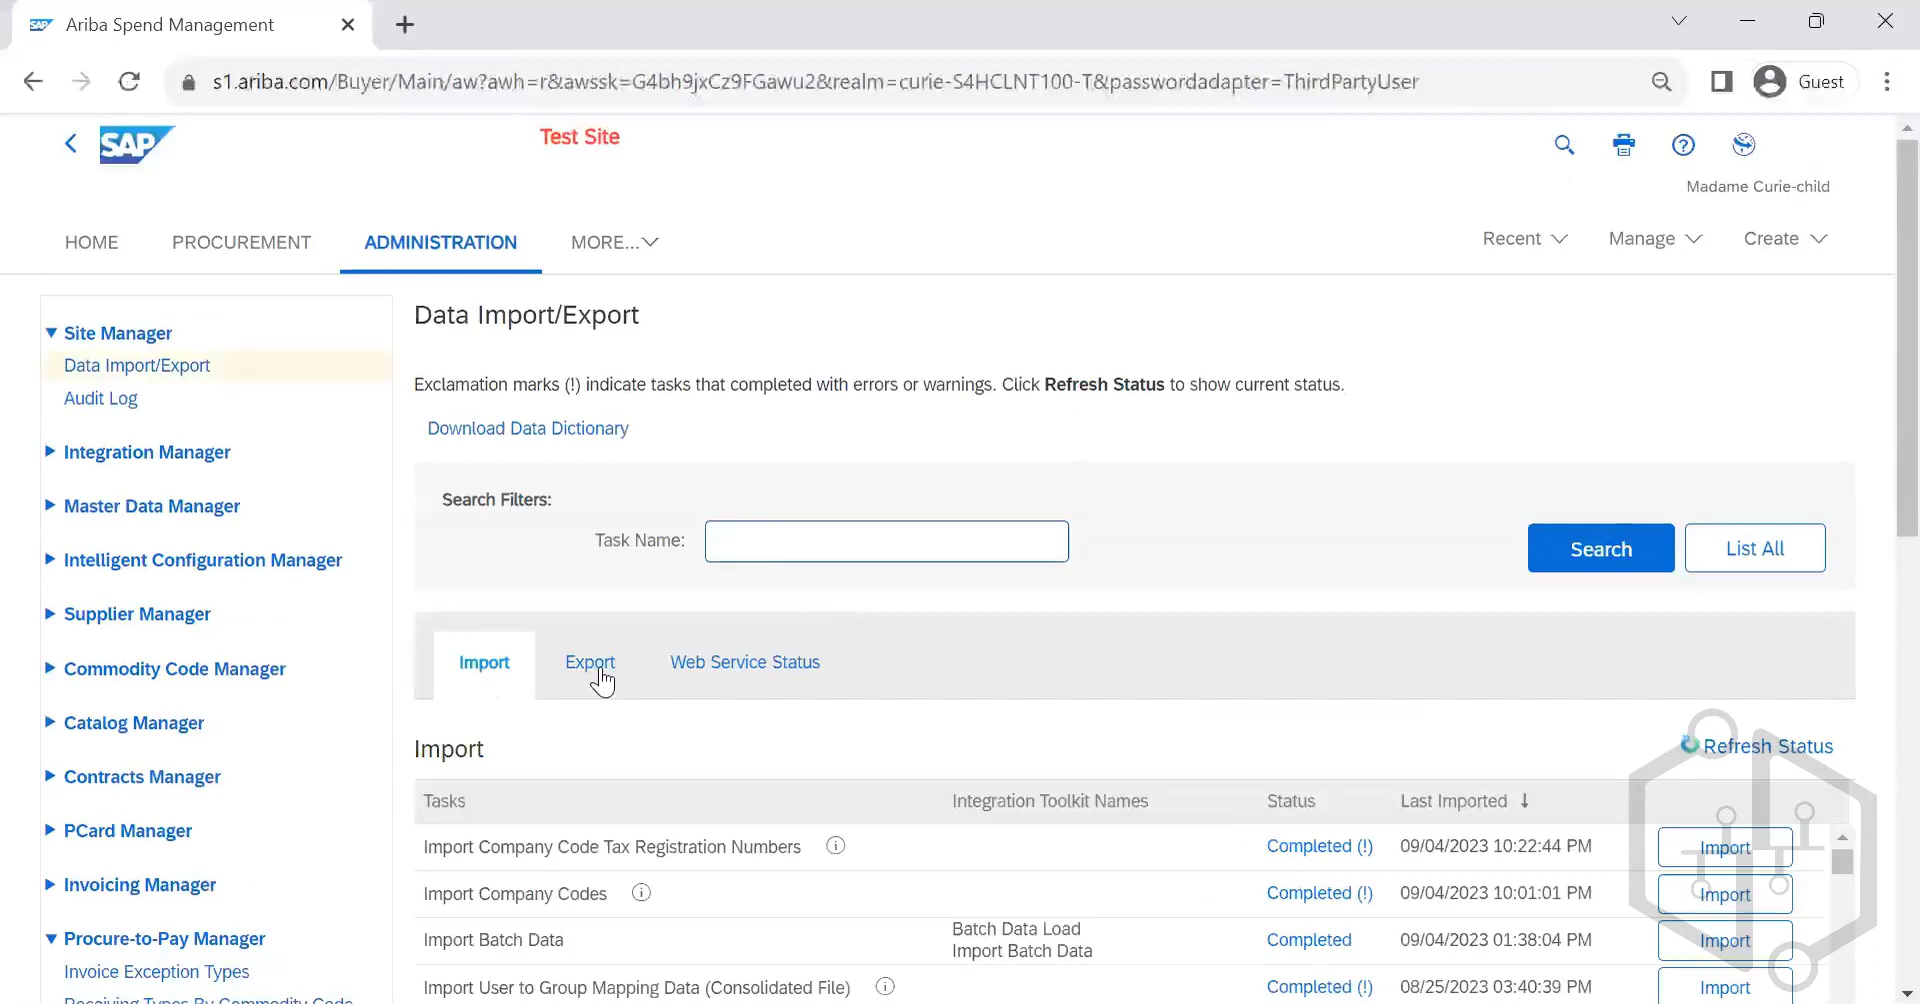 SAP Ariba Spend Management
s1.ariba.com/Buyer/Main/aw?awh=r&awssk=G4bh9jxCz9FGawu2&realm=curie-S4HCLNT100-T&passwordadapter=ThirdPartyUser
Guest
SAP
Test Site
Madame Curie-child
HOME PROCUREMENT ADMINISTRATION MORE... Recent Manage Create
Site Manager
Data Import/Export
Audit Log
Integration Manager
Master Data Manager
Intelligent Configuration Manager
Supplier Manager
Commodity Code Manager
Catalog Manager
Contracts Manager
PCard Manager
Invoicing Manager
Procure-to-Pay Manager
Invoice Exception Types
Receiving Types By Commodity Code
Data Import/Export
Exclamation marks (!) indicate tasks that completed with errors or warnings. Click Refresh Status to show current status.
Download Data Dictionary
Search Filters:
Task Name:
Search List All
Import Export Web Service Status
Import
Refresh Status
Tasks Integration Toolkit Names Status Last Imported ↓
Import Company Code Tax Registration Numbers Completed (!) 09/04/2023 10:22:44 PM Import
Import Company Codes Completed (!) 09/04/2023 10:01:01 PM Import
Import Batch Data Batch Data Load Completed 09/04/2023 01:38:04 PM Import
Import Batch Data
Import User to Group Mapping Data (Consolidated File) Completed (!) 08/25/2023 03:40:39 PM Import